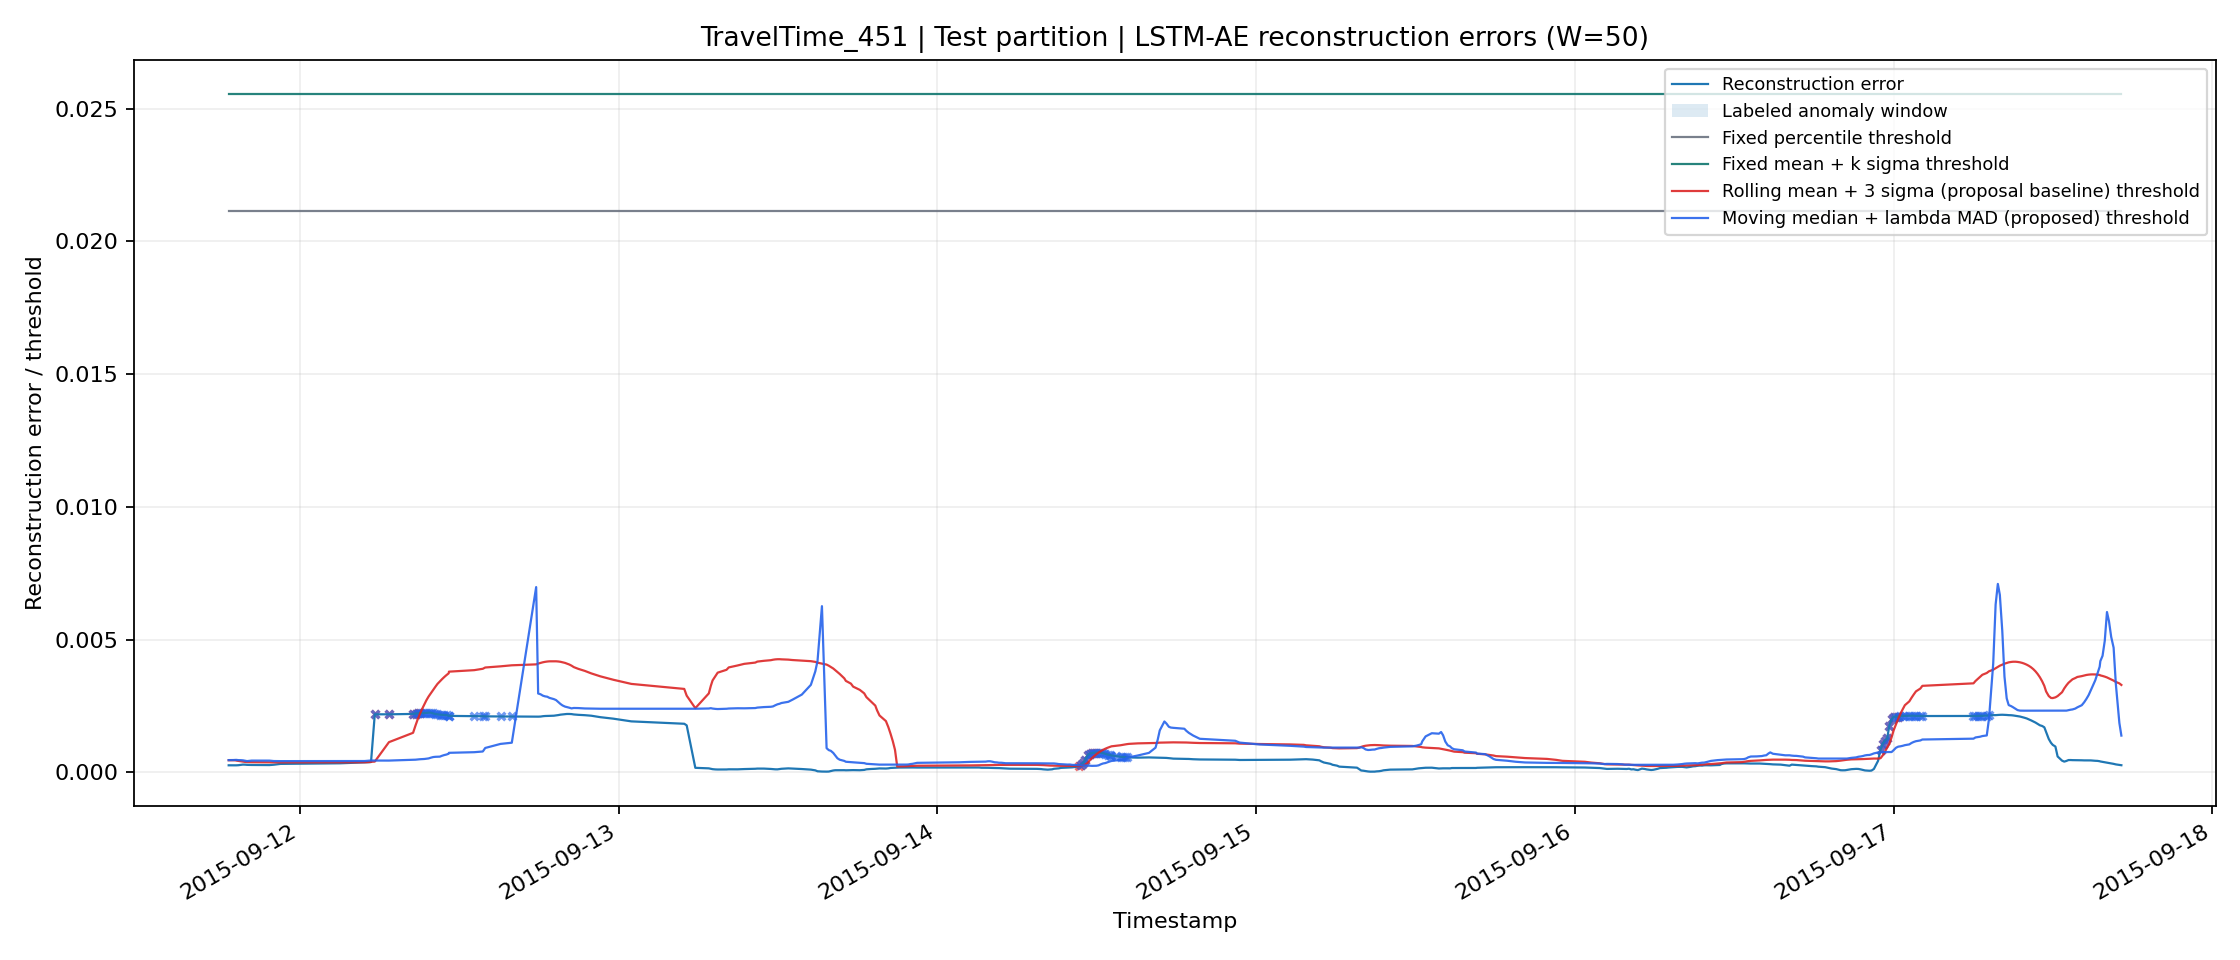 TravelTime_451 | Test partition | LSTM-AE reconstruction errors (W=50)
Reconstruction error
Labeled anomaly window
Fixed percentile threshold
Fixed mean + k sigma threshold
Rolling mean + 3 sigma (proposal baseline) threshold
Moving median + lambda MAD (proposed) threshold
Reconstruction error / threshold
0.025
0.020
0.015
0.010
0.005
0.000
2015-09-12
2015-09-13
2015-09-14
2015-09-15
2015-09-16
2015-09-17
2015-09-18
Timestamp